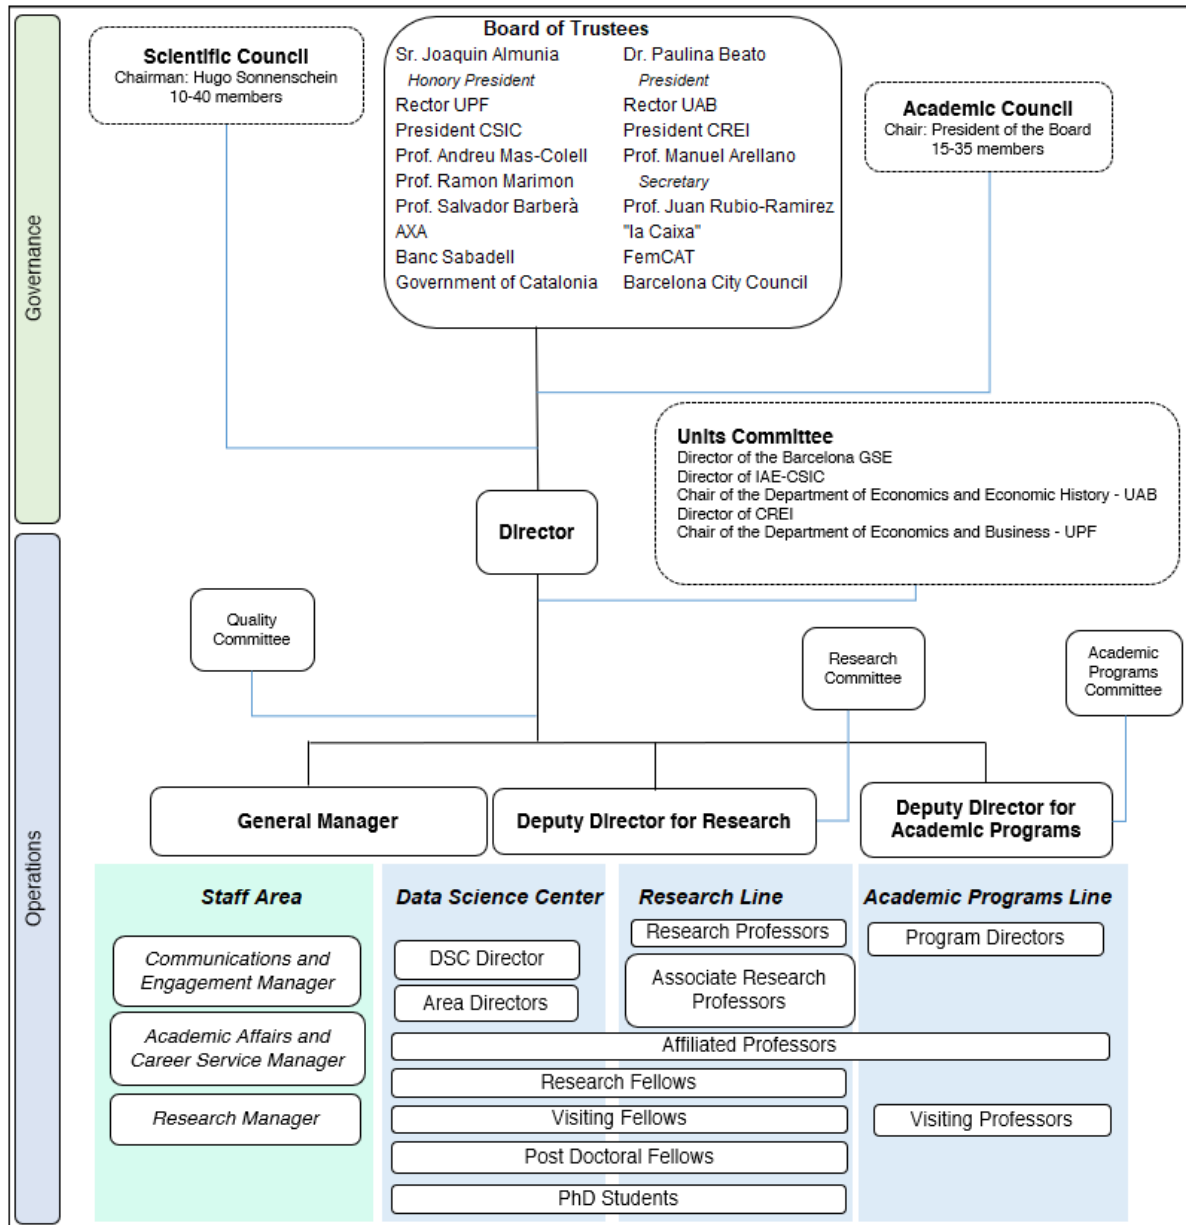 Governance
Operations
Board of Trustees
Sr. Joaquin Almunia
Honory President
Rector UPF
President CSIC
Prof. Andreu Mas-Colell
Prof. Ramon Marimon
Prof. Salvador Barberà
AXA
Banc Sabadell
Government of Catalonia
Dr. Paulina Beato
President
Rector UAB
President CREI
Prof. Manuel Arellano
Secretary
Prof. Juan Rubio-Ramirez
"la Caixa"
FemCAT
Barcelona City Council
Scientific Council
Chairman: Hugo Sonnenschein
10-40 members
Academic Council
Chair: President of the Board
15-35 members
Units Committee
Director of the Barcelona GSE
Director of IAE-CSIC
Chair of the Department of Economics and Economic History - UAB
Director of CREI
Chair of the Department of Economics and Business - UPF
Director
Quality
Committee
Research
Committee
Academic
Programs
Committee
General Manager
Deputy Director for Research
Deputy Director for
Academic Programs
Staff Area
Communications and
Engagement Manager
Academic Affairs and
Career Service Manager
Research Manager
Data Science Center
DSC Director
Area Directors
Research Line
Research Professors
Associate Research
Professors
Academic Programs Line
Program Directors
Affiliated Professors
Research Fellows
Visiting Fellows
Visiting Professors
Post Doctoral Fellows
PhD Students